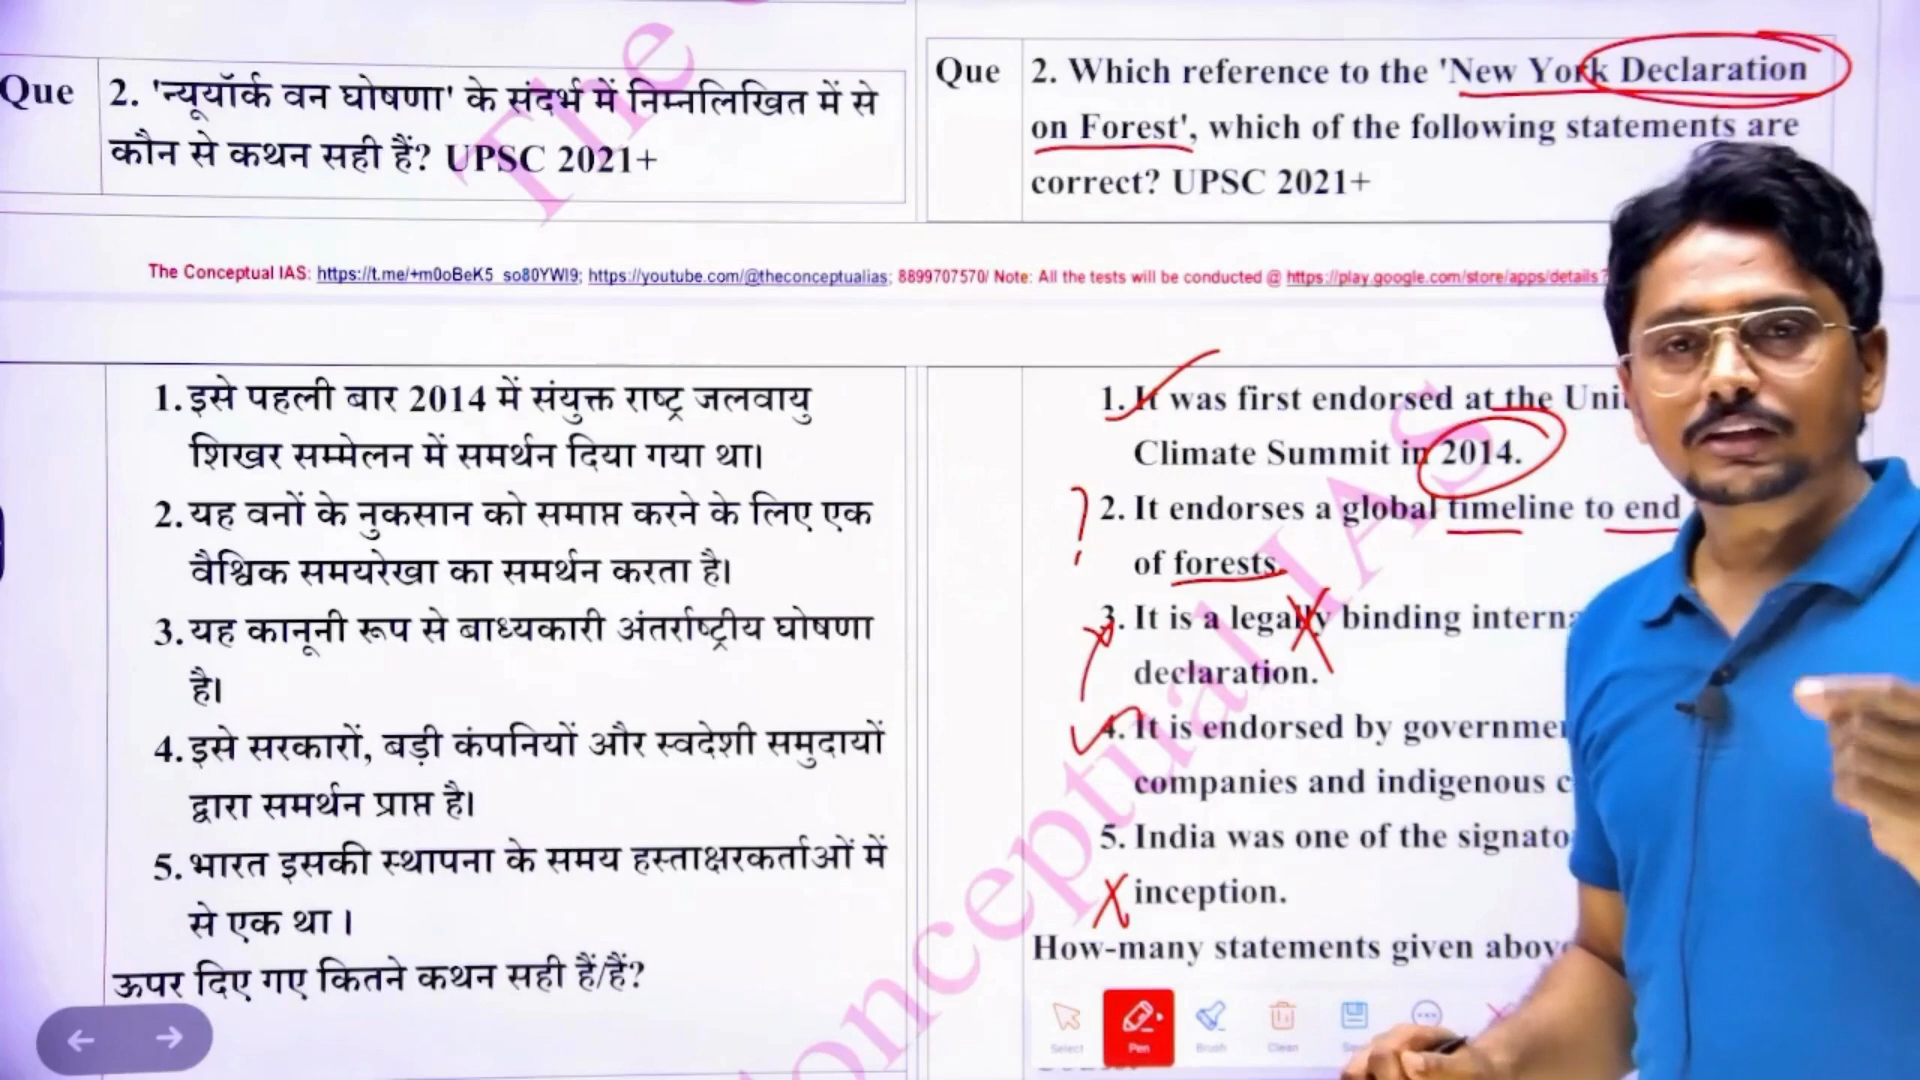 Que 2. 'न्यूयॉर्क वन घोषणा' के संदर्भ में निम्नलिखित में से
कौन से कथन सही हैं? UPSC 2021+
Que 2. Which reference to the 'New York Declaration
on Forest', which of the following statements are
correct? UPSC 2021+
The Conceptual IAS: https://t.me/+m0oBeK5_so80YWI9; https://youtube.com/@theconceptualias; 8899707570/ Note: All the tests will be conducted @ https://play.google.com/store/apps/details?
1. इसे पहली बार 2014 में संयुक्त राष्ट्र जलवायु
शिखर सम्मेलन में समर्थन दिया गया था।
2. यह वनों के नुकसान को समाप्त करने के लिए एक
वैश्विक समयरेखा का समर्थन करता है।
3. यह कानूनी रूप से बाध्यकारी अंतर्राष्ट्रीय घोषणा
है।
4. इसे सरकारों, बड़ी कंपनियों और स्वदेशी समुदायों
द्वारा समर्थन प्राप्त है।
5. भारत इसकी स्थापना के समय हस्ताक्षरकर्ताओं में
से एक था ।
ऊपर दिए गए कितने कथन सही हैं/हैं?
1. It was first endorsed at the
Climate Summit in 2014.
2. It endorses a global timeline to end
of forests.
3. It is a legally binding
declaration.
4. It is endorsed by
companies and indigenous
5. India was one of the
inception.
How-many statements given
The Conceptual IAS
Select Pen Brush Clean